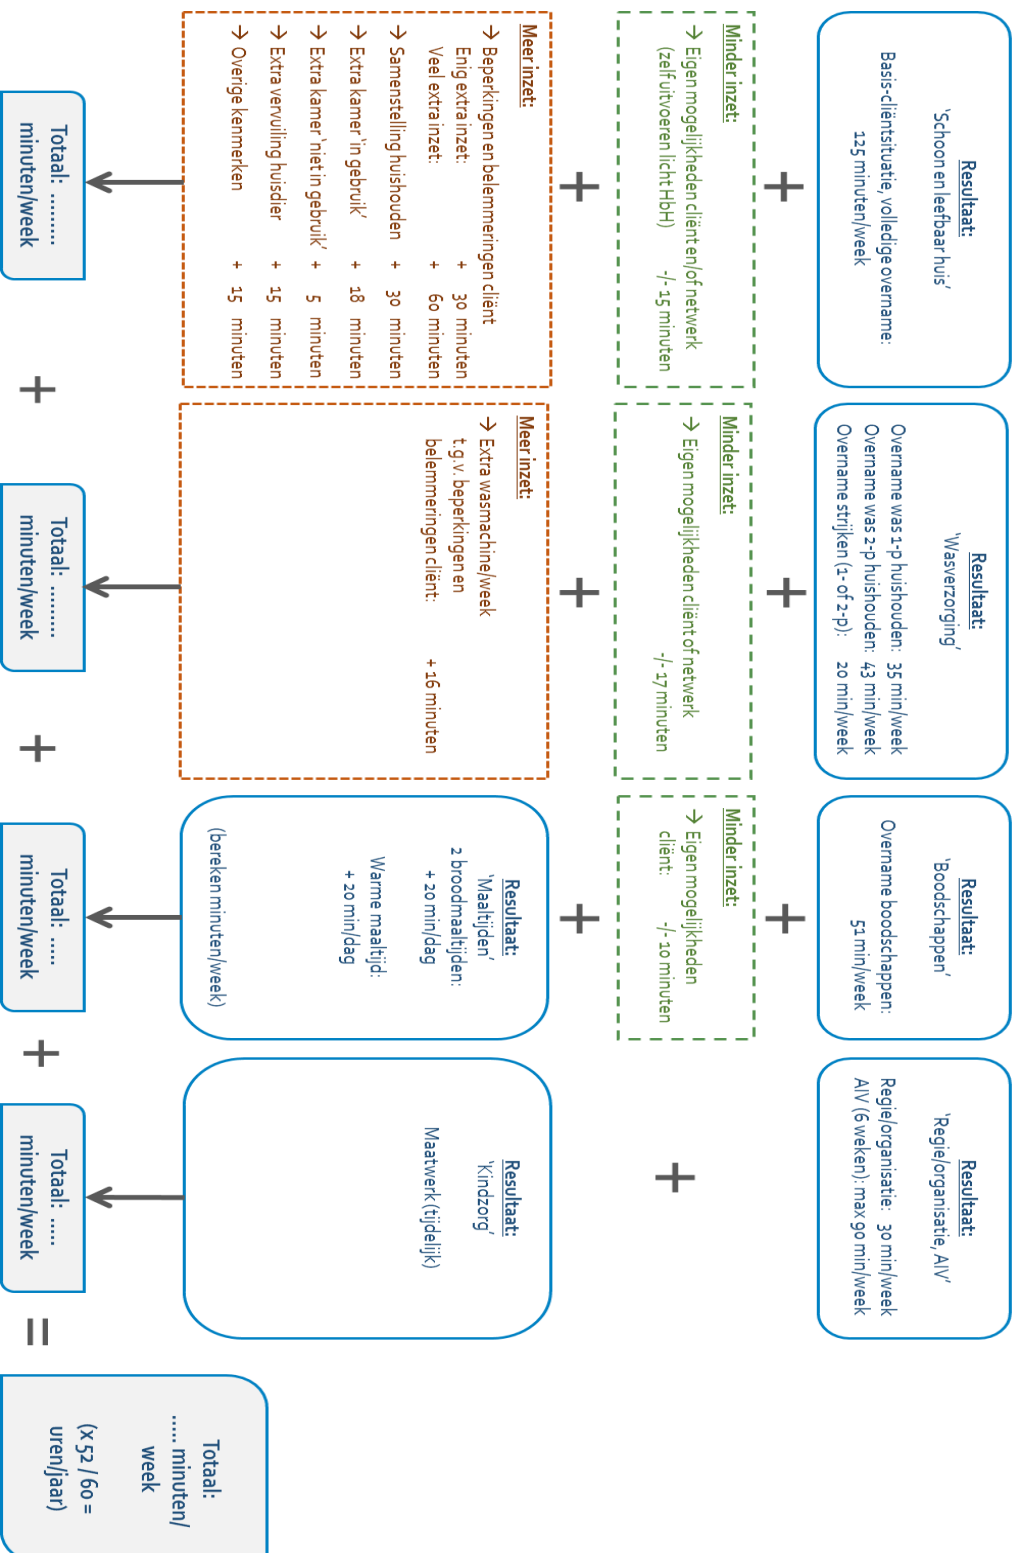 Resultaat:
‘Schoon en leefbaar huis’
Basis-cliëntsituatie, volledige overname:
125 minuten/week
+
Minder inzet:
→ Eigen mogelijkheden cliënt en/of netwerk
(zelf uitvoeren licht HbH) -/- 15 minuten
+
Meer inzet:
→ Beperkingen en belemmeringen cliënt
Enig extra inzet: + 30 minuten
Veel extra inzet: + 60 minuten
→ Samenstelling huishouden + 30 minuten
→ Extra kamer ‘in gebruik’ + 18 minuten
→ Extra kamer ‘niet in gebruik’ + 5 minuten
→ Extra vervuiling huisdier + 15 minuten
→ Overige kenmerken + 15 minuten
Totaal: ..........
minuten/week
+
Resultaat:
‘Wasverzorging’
Overname was 1-p huishouden: 35 min/week
Overname was 2-p huishouden: 43 min/week
Overname strijken (1- of 2-p): 20 min/week
+
Minder inzet:
→ Eigen mogelijkheden cliënt of netwerk
-/- 17 minuten
+
Meer inzet:
→ Extra wasmachine/week
t.g.v. beperkingen en
belemmeringen cliënt: + 16 minuten
Totaal: ..........
minuten/week
+
Resultaat:
‘Boodschappen’
Overname boodschappen:
51 min/week
+
Minder inzet:
→ Eigen mogelijkheden
cliënt: -/- 10 minuten
+
Resultaat:
‘Maaltijden’
2 broodmaaltijden:
+ 20 min/dag
Warme maaltijd:
+ 20 min/dag
(bereken minuten/week)
Totaal: .....
minuten/week
+
Resultaat:
‘Regie/organisatie, AIV’
Regie/organisatie: 30 min/week
AIV (6 weken): max 90 min/week
+
Resultaat:
‘Kindzorg’
Maatwerk (tijdelijk)
Totaal: .....
minuten/week
=
Totaal:
..... minuten/
week
(x 52 / 60 =
uren/jaar)